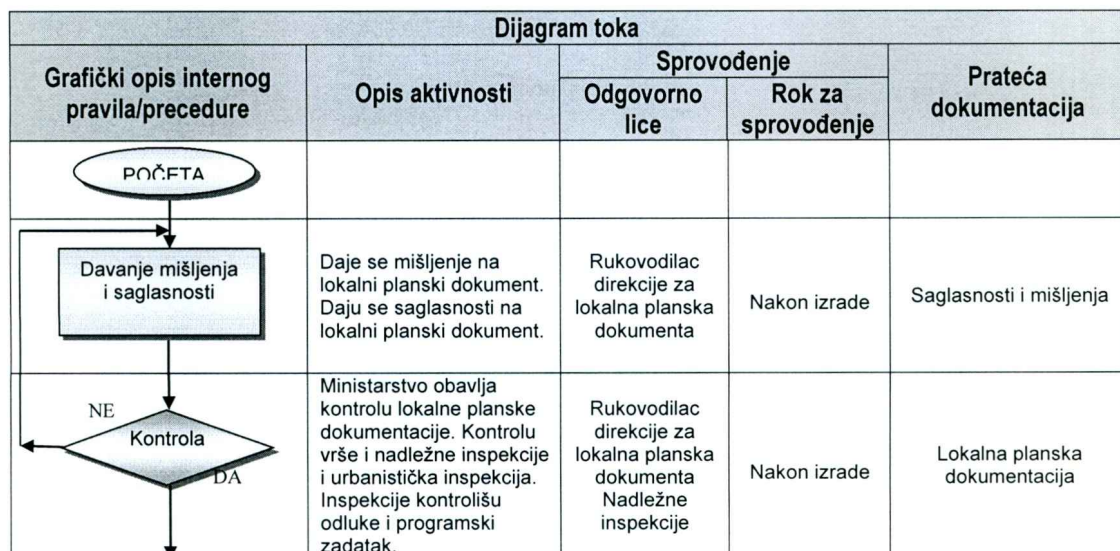 Dijagram toka
Grafički opis internog
pravila/precedure
Opis aktivnosti
Sprovođenje
Odgovorno
lice
Rok za
sprovođenje
Prateća
dokumentacija
POČETA
Davanje mišljenja
i saglasnosti
Daje se mišljenje na
lokalni planski dokument.
Daju se saglasnosti na
lokalni planski dokument.
Rukovodilac
direkcije za
lokalna planska
dokumenta
Nakon izrade
Saglasnosti i mišljenja
NE
Kontrola
DA
Ministarstvo obavlja
kontrolu lokalne planske
dokumentacije. Kontrolu
vrše i nadležne inspekcije
i urbanistička inspekcija.
Inspekcije kontrolišu
odluke i programski
zadatak.
Rukovodilac
direkcije za
lokalna planska
dokumenta
Nadležne
inspekcije
Nakon izrade
Lokalna planska
dokumentacija